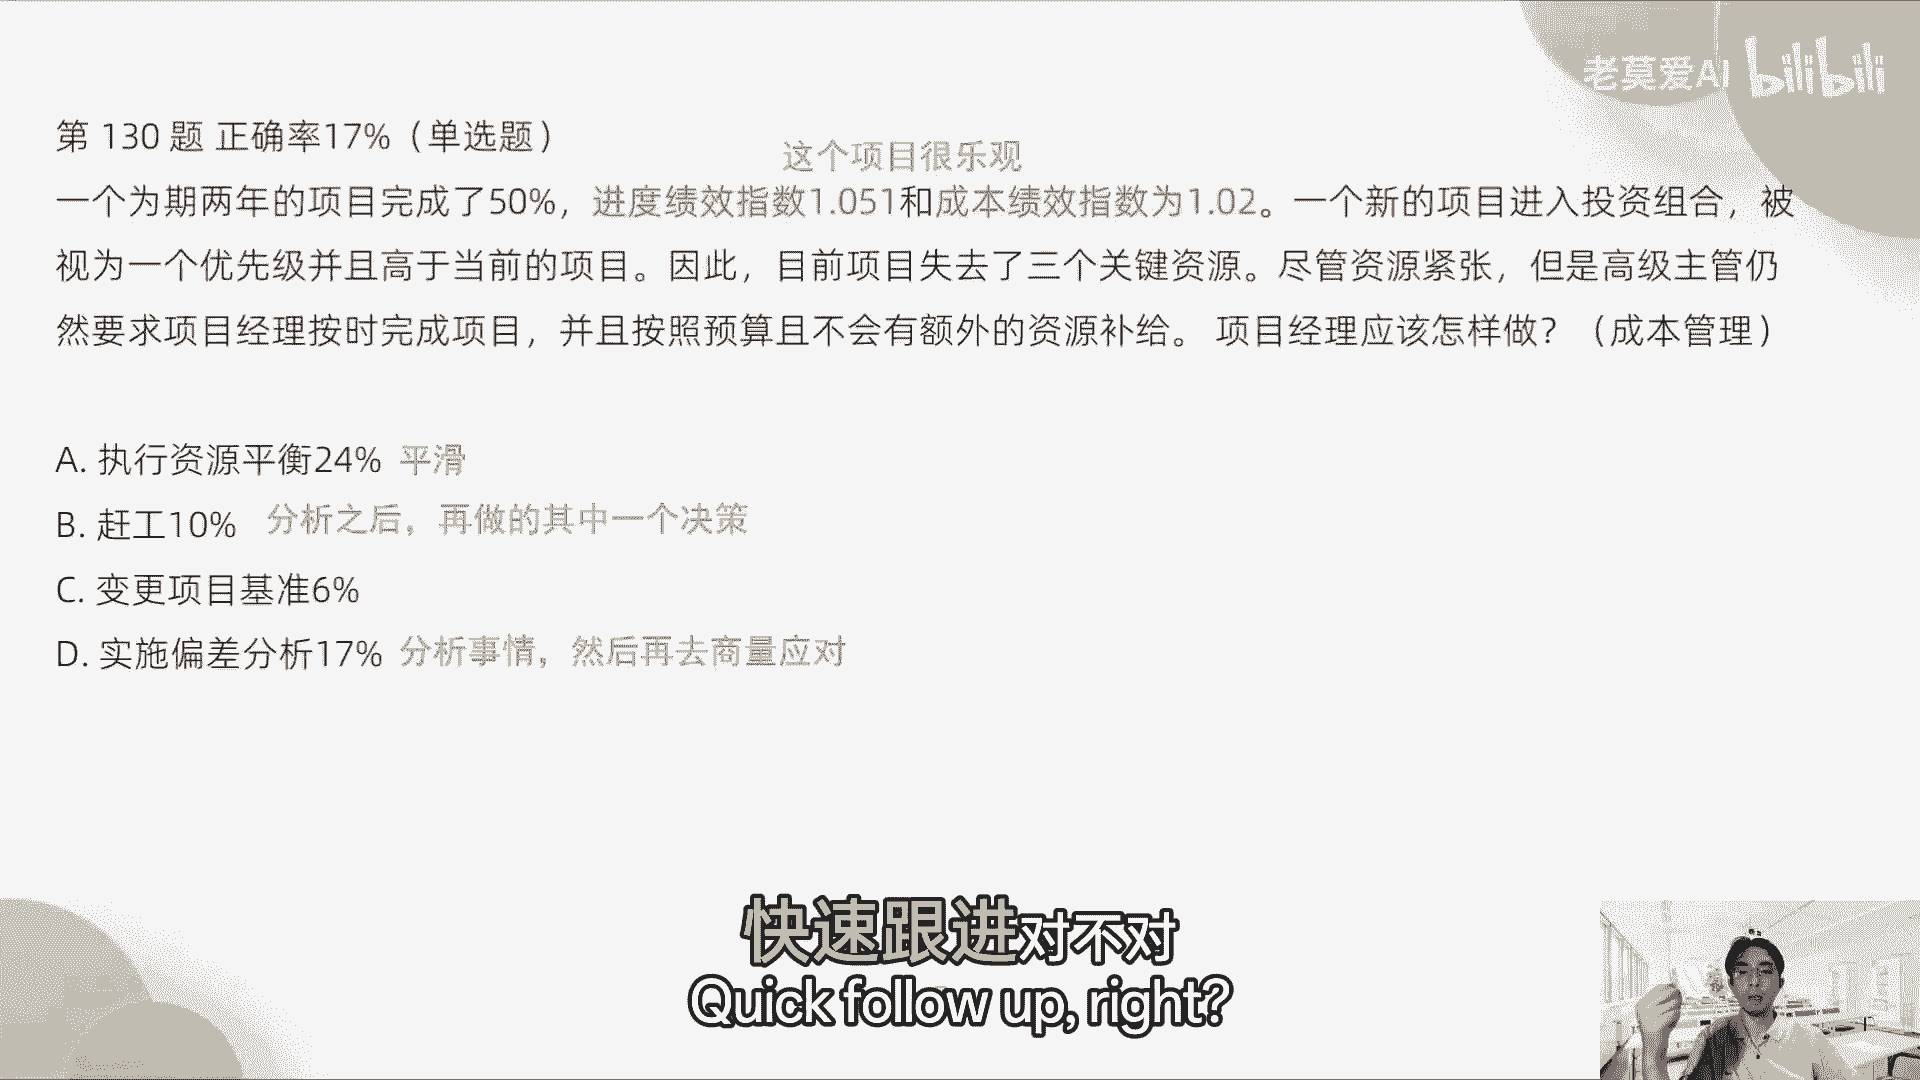 老莫爱AI bilibili
第 130 题 正确率17%（单选题）
这个项目很乐观
一个为期两年的项目完成了50%，进度绩效指数1.051和成本绩效指数为1.02。一个新的项目进入投资组合，被
视为一个优先级并且高于当前的项目。因此，目前项目失去了三个关键资源。尽管资源紧张，但是高级主管仍
然要求项目经理按时完成项目，并且按照预算且不会有额外的资源补给。 项目经理应该怎样做？（成本管理）
A. 执行资源平衡24% 平滑
B. 赶工10% 分析之后，再做的其中一个决策
C. 变更项目基准6%
D. 实施偏差分析17% 分析事情，然后再去商量应对
快速跟进对不对
Quick follow up, right?